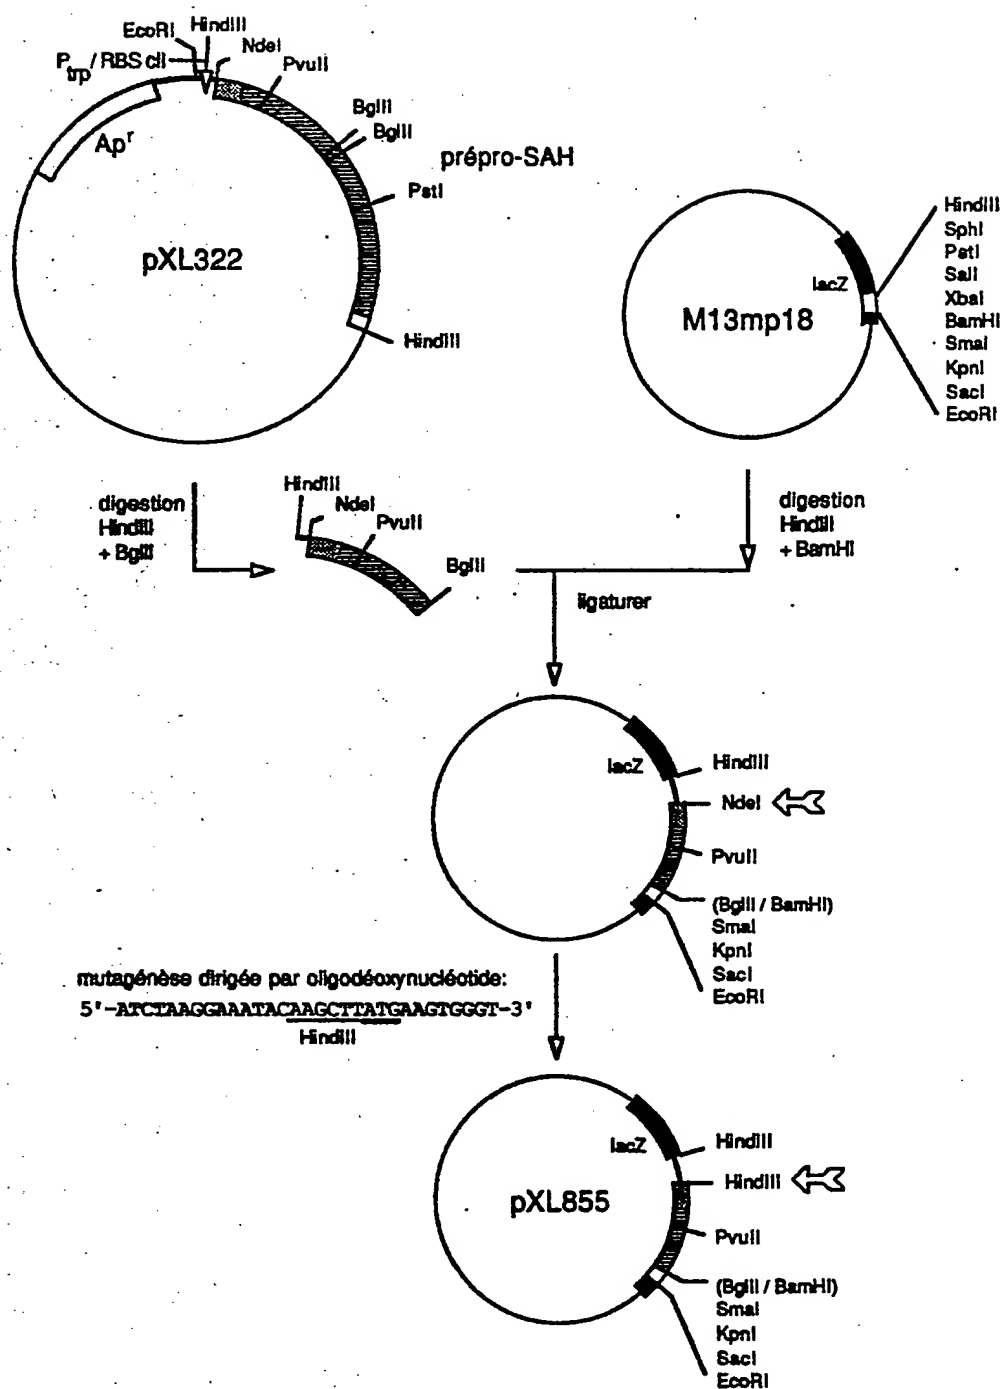 EcoRI
HindIII
NdeI
Ptrp / RBS cII
PvuII
BglII
BglII
Apr
prépro-SAH
PstI
pXL322
HindIII
lacZ
M13mp18
HindIII
SphI
PstI
SalI
XbaI
BamHI
SmaI
KpnI
SacI
EcoRI
digestion
HindIII
+ BglII
HindIII
NdeI
PvuII
BglII
digestion
HindIII
+ BamHI
ligaturer
lacZ
HindIII
NdeI
PvuII
(BglII / BamHI)
SmaI
KpnI
SacI
EcoRI
mutagénèse dirigée par oligodéoxynucléotide:
5'-ATCTAAGGAAATACAAGCTTATGAAGTGGGT-3'
HindIII
lacZ
HindIII
HindIII
pXL855
PvuII
(BglII / BamHI)
SmaI
KpnI
SacI
EcoRI